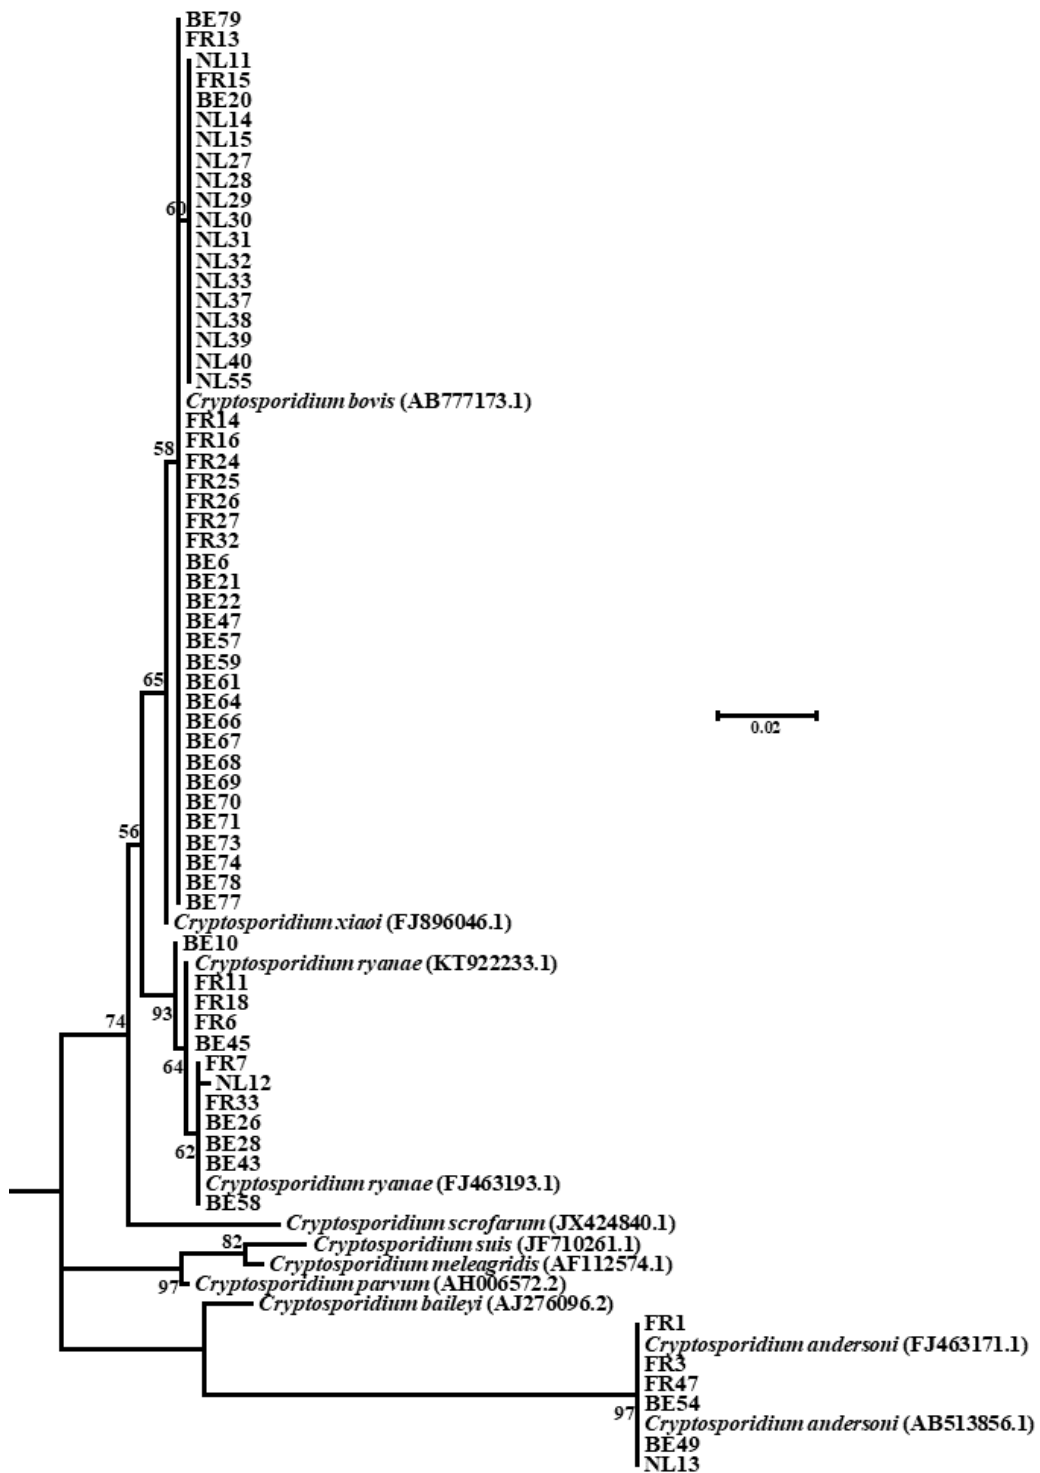 BE79
FR13
NL11
FR15
BE20
NL14
NL15
NL27
NL28
NL29
60
NL30
NL31
NL32
NL33
NL37
NL38
NL39
NL40
NL55
Cryptosporidium bovis (AB777173.1)
FR14
FR16
58
FR24
FR25
FR26
FR27
FR32
BE6
BE21
BE22
BE47
BE57
BE59
65
BE61
BE64
BE66
0.02
BE67
BE68
BE69
BE70
BE71
56
BE73
BE74
BE78
BE77
Cryptosporidium xiaoi (FJ896046.1)
BE10
Cryptosporidium ryanae (KT922233.1)
FR11
FR18
93
74
FR6
BE45
64
FR7
NL12
FR33
BE26
BE28
62
BE43
Cryptosporidium ryanae (FJ463193.1)
BE58
Cryptosporidium scrofarum (JX424840.1)
82
Cryptosporidium suis (JF710261.1)
Cryptosporidium meleagridis (AF112574.1)
97
Cryptosporidium parvum (AH006572.2)
Cryptosporidium baileyi (AJ276096.2)
FR1
Cryptosporidium andersoni (FJ463171.1)
FR3
FR47
BE54
97
Cryptosporidium andersoni (AB513856.1)
BE49
NL13